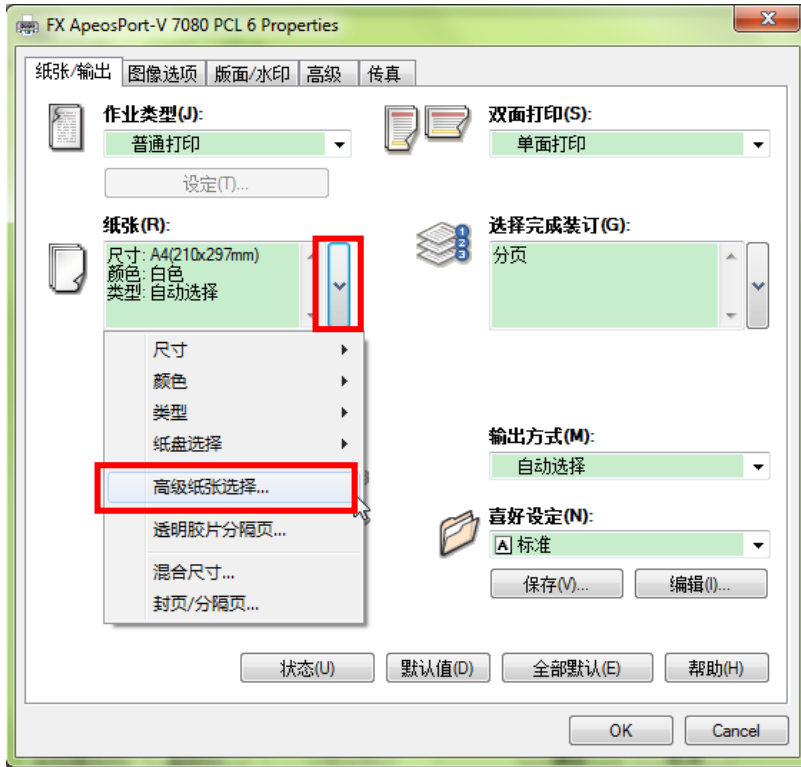 FX ApeosPort-V 7080 PCL 6 Properties
纸张/输出 图像选项 版面/水印 高级 传真
作业类型(J):
普通打印
设定(T)...
双面打印(S):
单面打印
纸张(R):
尺寸: A4(210x297mm)
颜色: 白色
类型: 自动选择
选择完成装订(G):
1
2
3
分页
尺寸
颜色
类型
纸盘选择
高级纸张选择...
透明胶片分隔页...
混合尺寸...
封页/分隔页...
输出方式(M):
自动选择
喜好设定(N):
A 标准
保存(V)... 编辑(I)...
状态(U) 默认值(D) 全部默认(E) 帮助(H)
OK Cancel